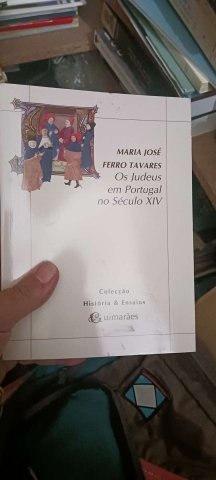 MARIA JOSÉ
FERRO TAVARES
Os Judeus
em Portugal
no Século XIV
Colecção
História & Ensaios
Guimarães